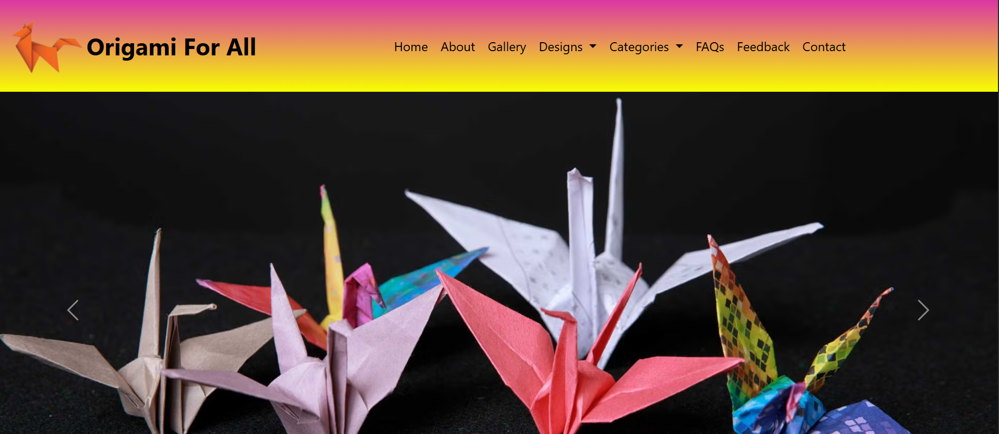 Origami For All
Home About Gallery Designs Categories FAQs Feedback Contact